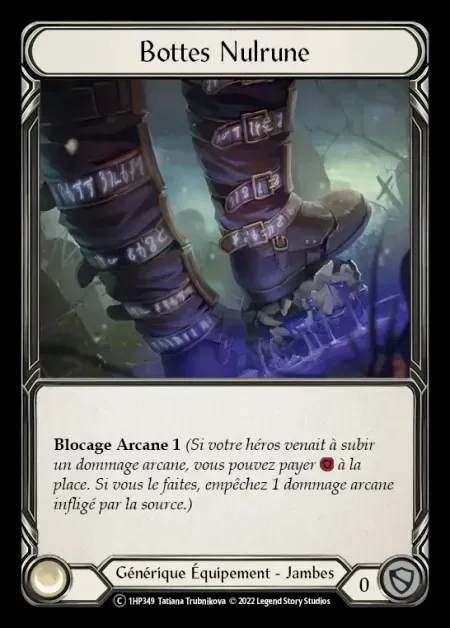 Bottes Nulrune
Blocage Arcane 1 (Si votre héros venait à subir
un dommage arcane, vous pouvez payer à la
place. Si vous le faites, empêchez 1 dommage arcane
infligé par la source.)
Générique Équipement - Jambes
0
C 1HP349 Tatiana Trubnikova © 2022 Legend Story Studios